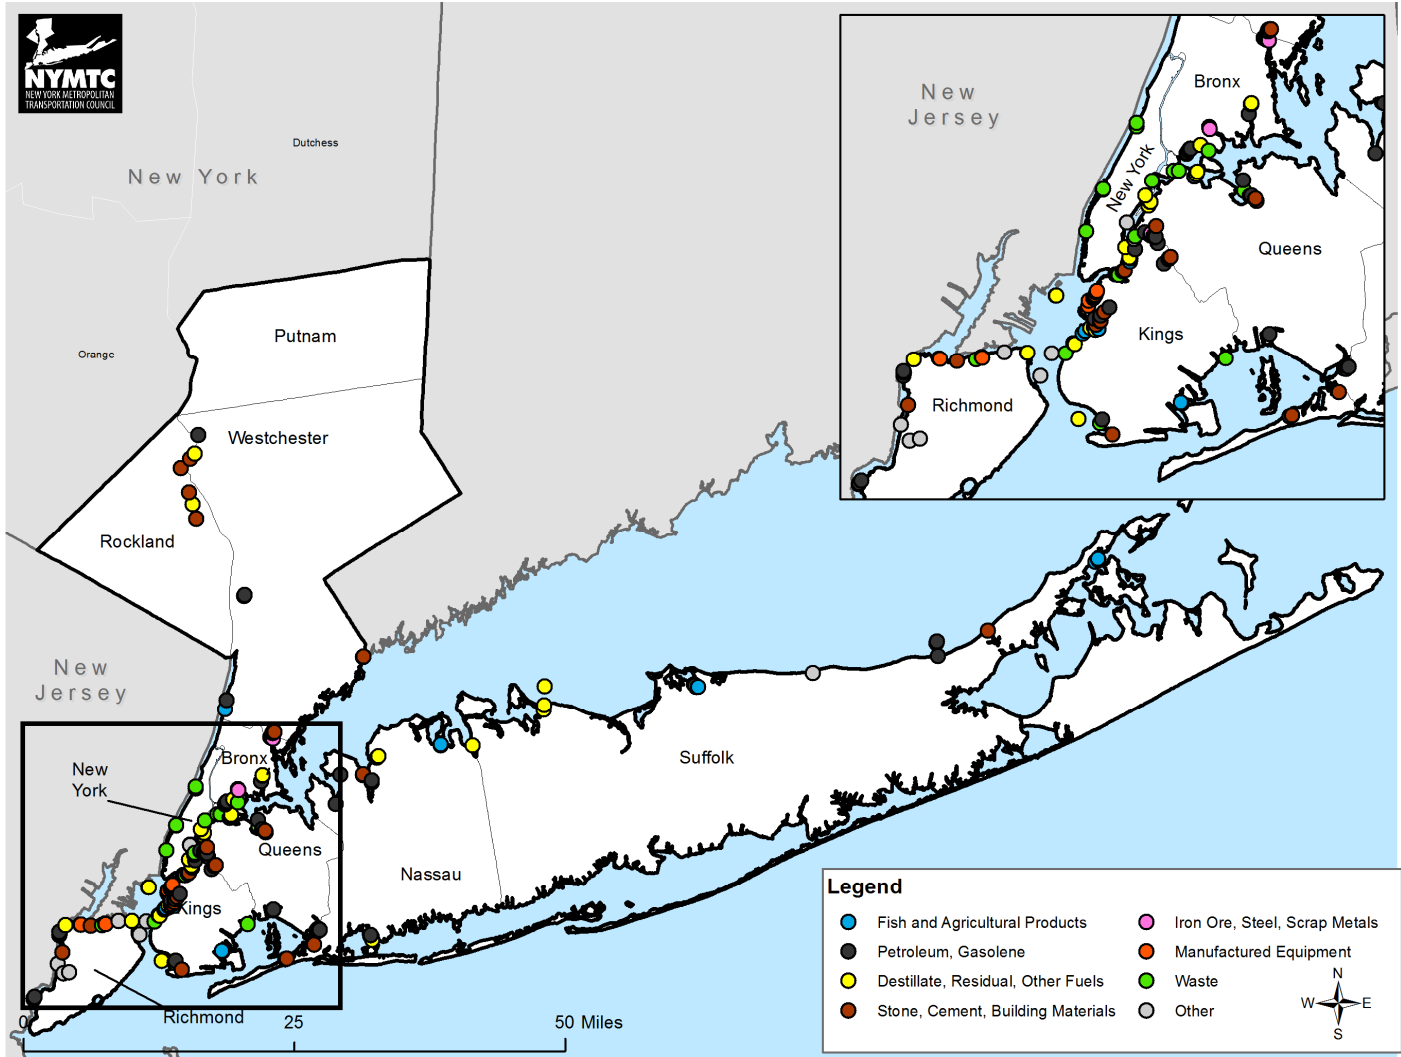 NYMTC
NEW YORK METROPOLITAN
TRANSPORTATION COUNCIL
New York
Dutchess
Orange
Putnam
Westchester
Rockland
New
Jersey
New
York
Bronx
Queens
Kings
Richmond
Nassau
Suffolk
0 25 50 Miles
New
Jersey
Bronx
New York
Queens
Kings
Richmond
Legend
Fish and Agricultural Products
Petroleum, Gasolene
Destillate, Residual, Other Fuels
Stone, Cement, Building Materials
Iron Ore, Steel, Scrap Metals
Manufactured Equipment
Waste
Other
N
W E
S